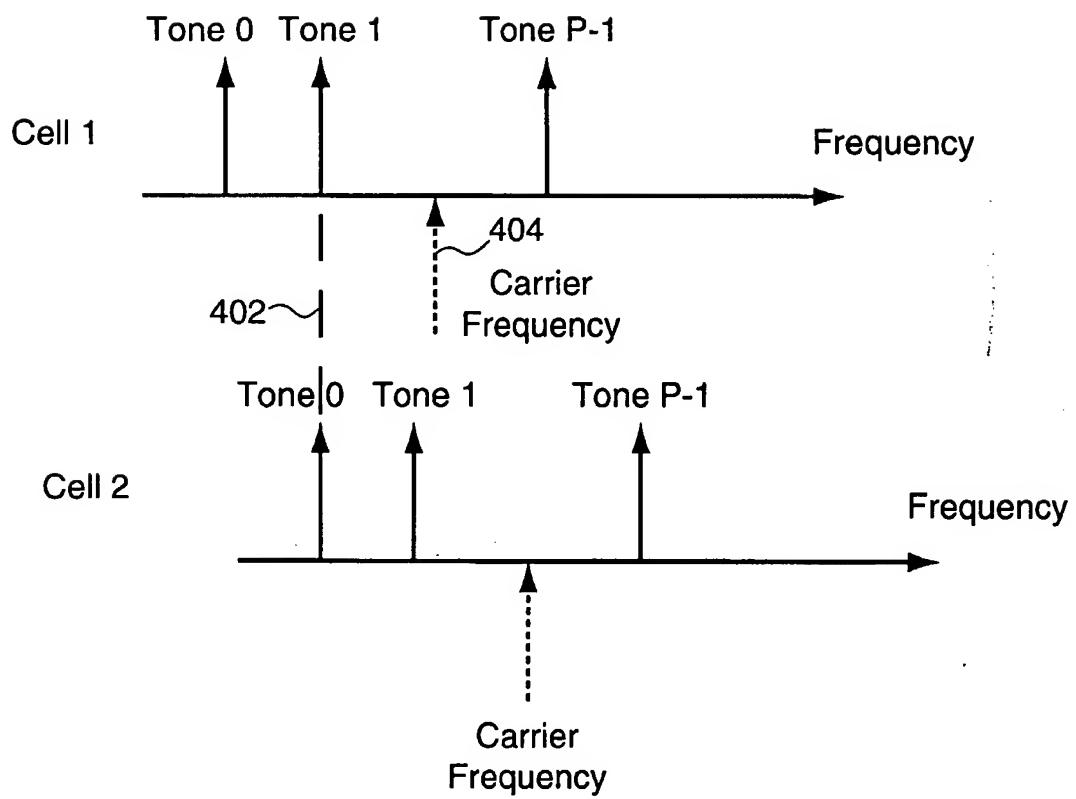 Tone 0 Tone 1 Tone P-1
Cell 1
Frequency
404
402
Carrier
Frequency
Tone 0 Tone 1 Tone P-1
Cell 2
Frequency
Carrier
Frequency